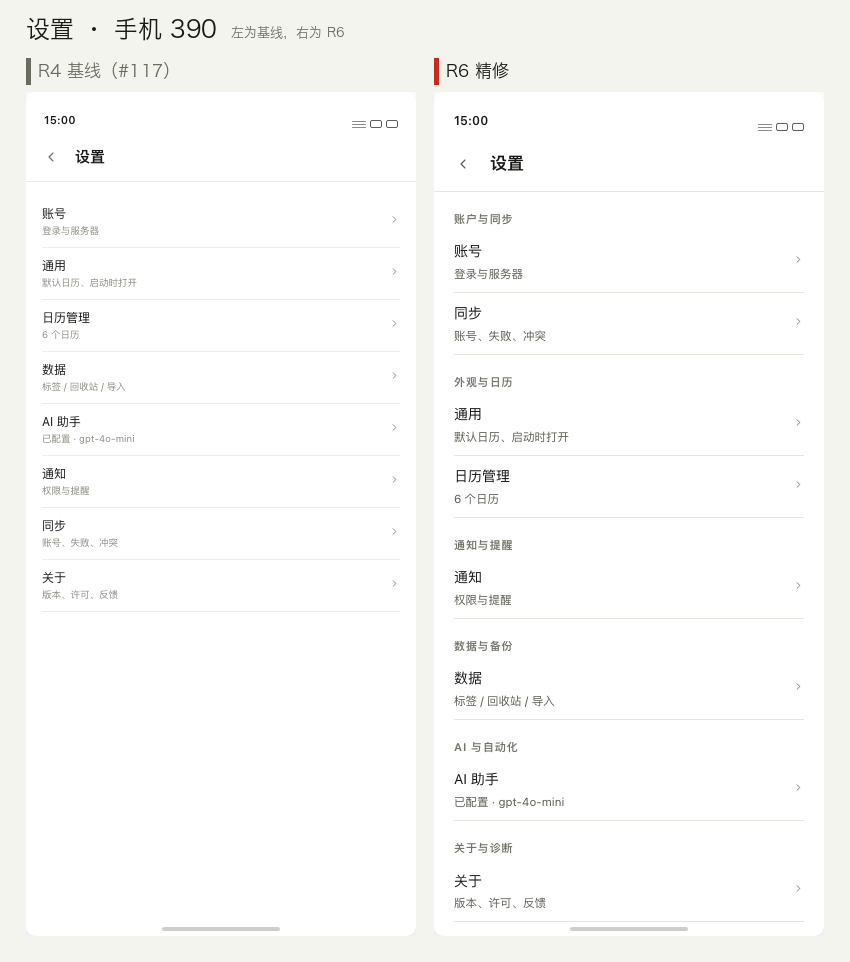 设置 · 手机 390 左为基线，右为 R6
R4 基线（#117）
15:00
设置
账号
登录与服务器
通用
默认日历、启动时打开
日历管理
6 个日历
数据
标签 / 回收站 / 导入
AI 助手
已配置 · gpt-4o-mini
通知
权限与提醒
同步
账号、失败、冲突
关于
版本、许可、反馈
R6 精修
15:00
设置
账户与同步
账号
登录与服务器
同步
账号、失败、冲突
外观与日历
通用
默认日历、启动时打开
日历管理
6 个日历
通知与提醒
通知
权限与提醒
数据与备份
数据
标签 / 回收站 / 导入
AI 与自动化
AI 助手
已配置 · gpt-4o-mini
关于与诊断
关于
版本、许可、反馈